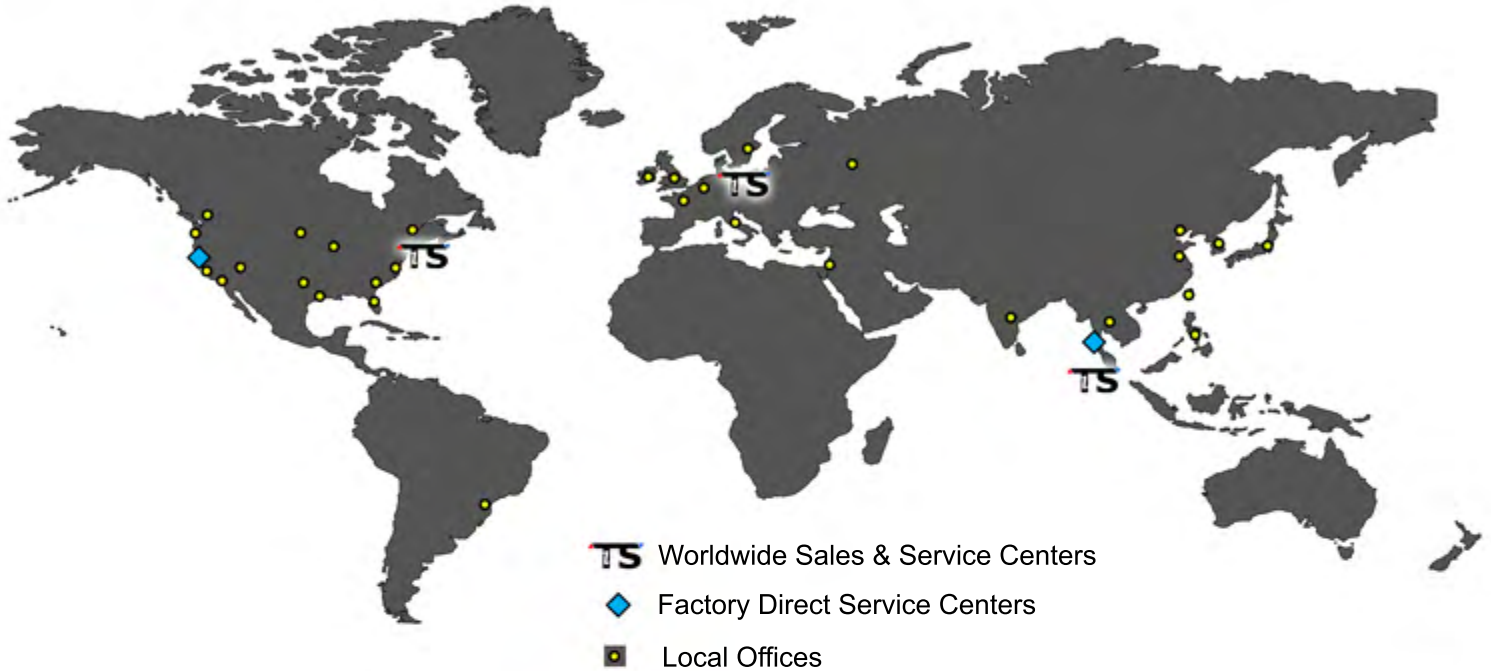 TS
TS
TS
TS Worldwide Sales & Service Centers
Factory Direct Service Centers
Local Offices